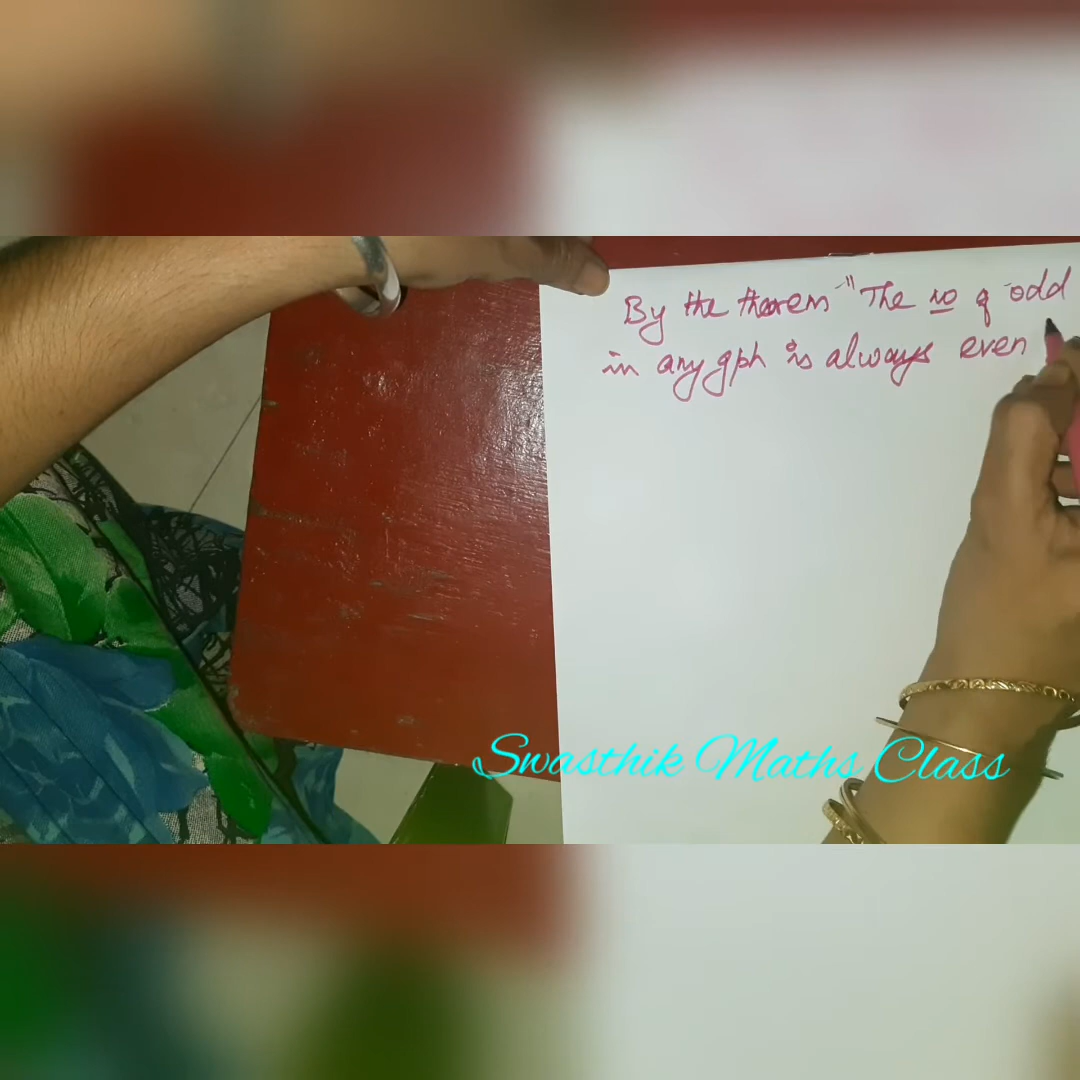 By the theorem "The no of odd
in any gph is always even
Swasthik Maths Class